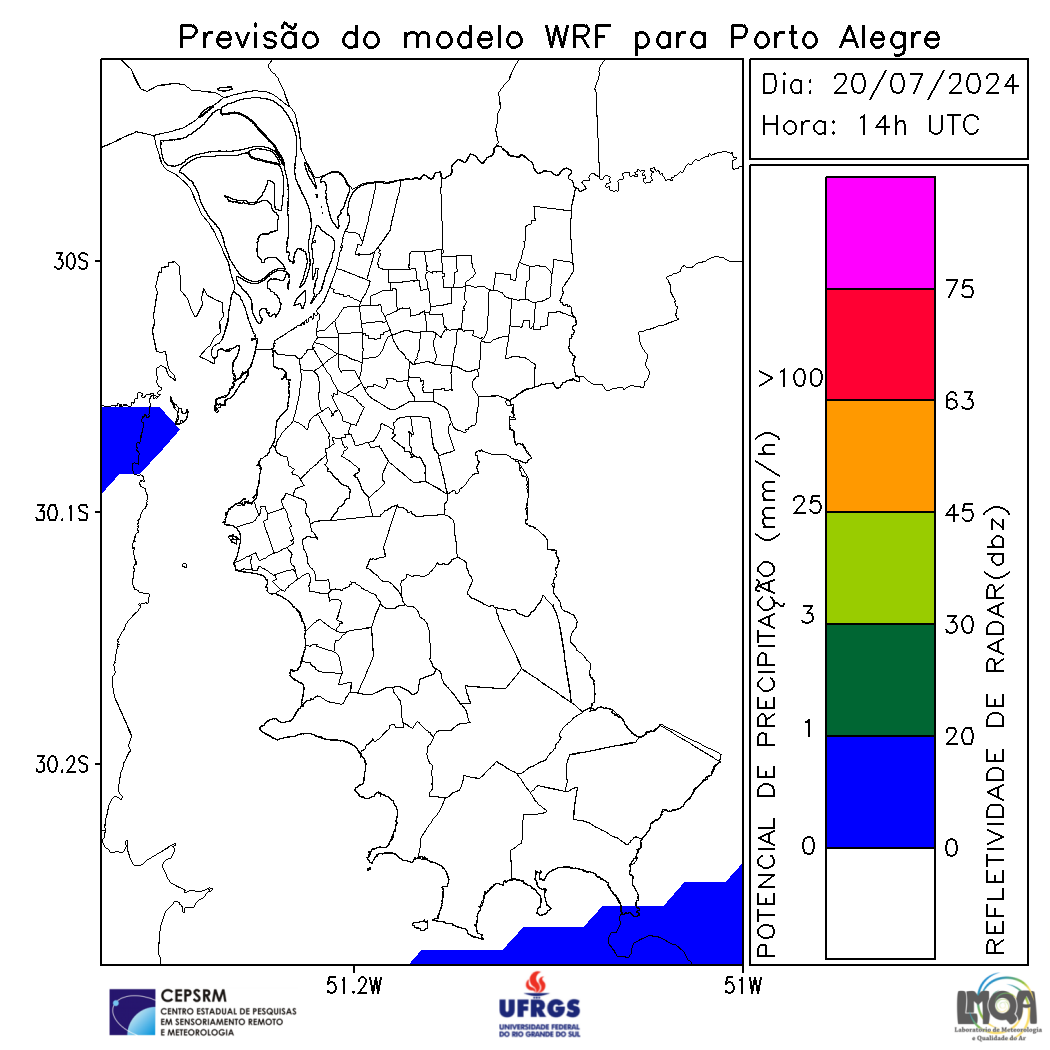 Previsão do modelo WRF para Porto Alegre
Dia: 20/07/2024
Hora: 14h UTC
30S
30.1S
30.2S
51.2W
51W
POTENCIAL DE PRECIPITAÇÃO (mm/h)
>100
25
3
1
0
75
63
45
30
20
0
REFLETIVIDADE DE RADAR(dbz)
CEPSRM
CENTRO ESTADUAL DE PESQUISAS
EM SENSORIAMENTO REMOTO
E METEOROLOGIA
UFRGS
UNIVERSIDADE FEDERAL
DO RIO GRANDE DO SUL
LMQA
Laboratório de Meteorologia
e Qualidade do Ar